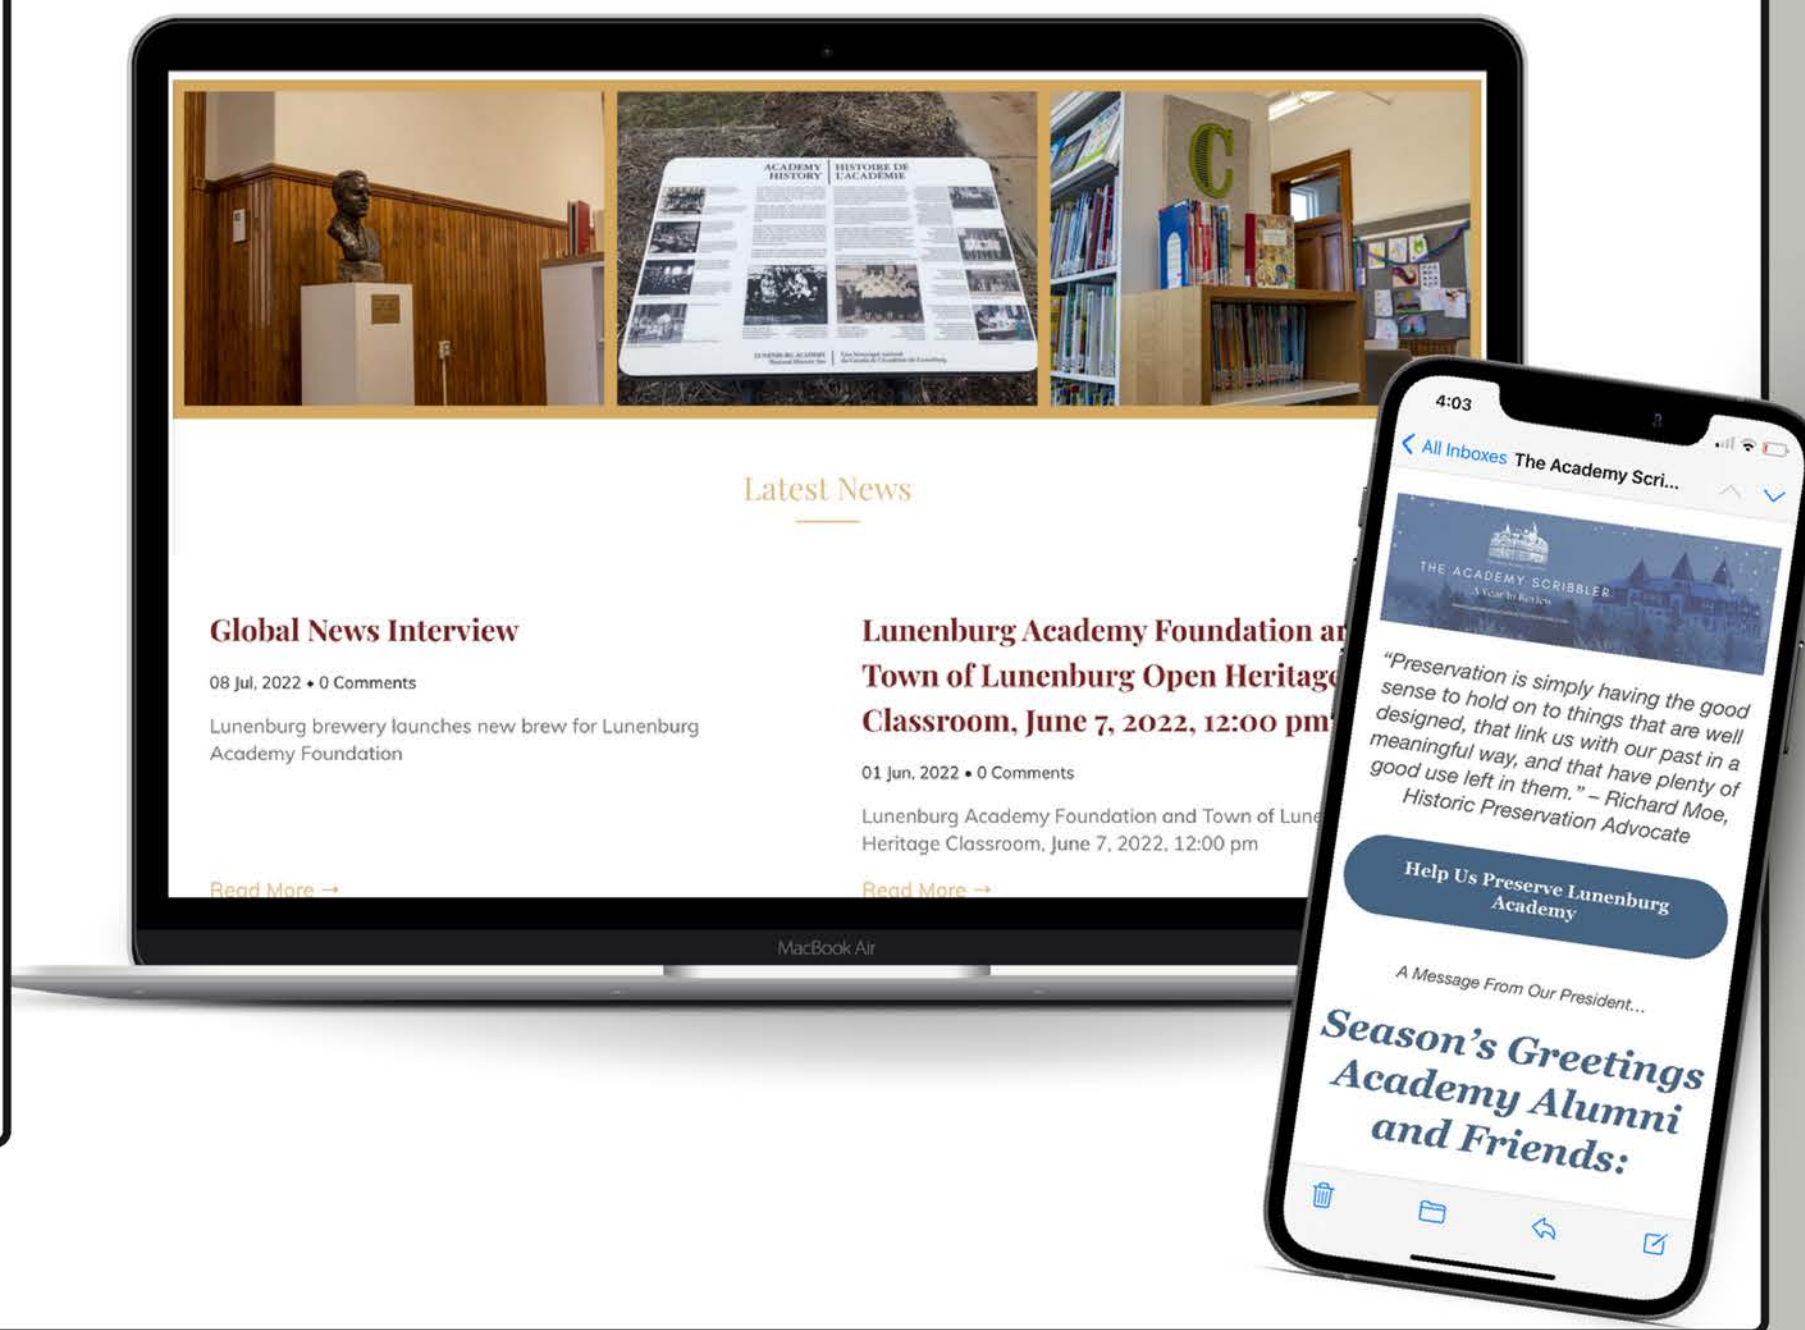 ACADEMY HISTORY
HISTOIRE DE L'ACADÉMIE
LUNENBURG ACADEMY
C
Latest News
Global News Interview
08 Jul, 2022 • 0 Comments
Lunenburg brewery launches new brew for Lunenburg
Academy Foundation
Read More →
Lunenburg Academy Foundation an
Town of Lunenburg Open Heritage
Classroom, June 7, 2022, 12:00 pm
01 Jun, 2022 • 0 Comments
Lunenburg Academy Foundation and Town of Lune
Heritage Classroom, June 7, 2022, 12:00 pm
Read More →
MacBook Air
4:03
All Inboxes The Academy Scri...
THE ACADEMY SCRIBBLER
A Year In Review
“Preservation is simply having the good
sense to hold on to things that are well
designed, that link us with our past in a
meaningful way, and that have plenty of
good use left in them.” – Richard Moe,
Historic Preservation Advocate
Help Us Preserve Lunenburg
Academy
A Message From Our President...
Season’s Greetings
Academy Alumni
and Friends: